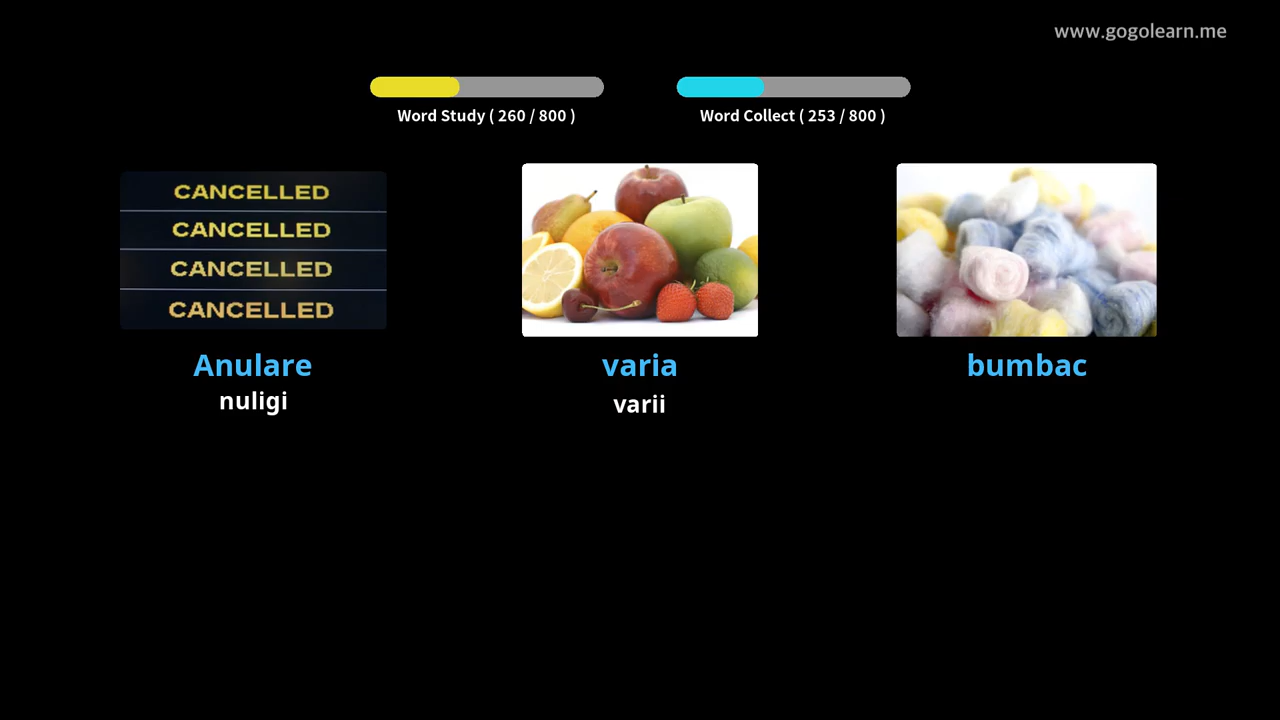 www.gogolearn.me
Word Study ( 260 / 800 )
Word Collect ( 253 / 800 )
CANCELLED
CANCELLED
CANCELLED
CANCELLED
Anulare
nuligi
varia
varii
bumbac